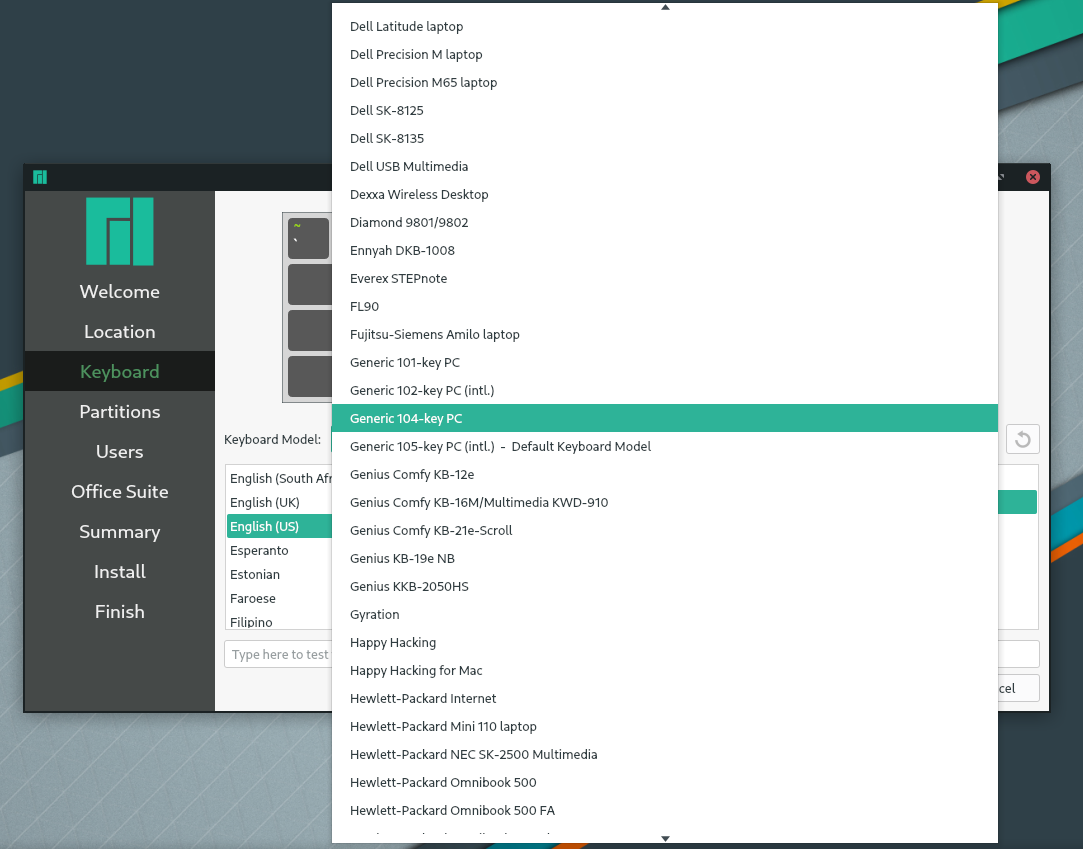 Dell Latitude laptop
Dell Precision M laptop
Dell Precision M65 laptop
Dell SK-8125
Dell SK-8135
Dell USB Multimedia
Dexxa Wireless Desktop
Diamond 9801/9802
Ennyah DKB-1008
Everex STEPnote
FL90
Fujitsu-Siemens Amilo laptop
Generic 101-key PC
Generic 102-key PC (intl.)
Generic 104-key PC
Generic 105-key PC (intl.) - Default Keyboard Model
Genius Comfy KB-12e
Genius Comfy KB-16M/Multimedia KWD-910
Genius Comfy KB-21e-Scroll
Genius KB-19e NB
Genius KKB-2050HS
Gyration
Happy Hacking
Happy Hacking for Mac
Hewlett-Packard Internet
Hewlett-Packard Mini 110 laptop
Hewlett-Packard NEC SK-2500 Multimedia
Hewlett-Packard Omnibook 500
Hewlett-Packard Omnibook 500 FA
Welcome
Location
Keyboard
Partitions
Users
Office Suite
Summary
Install
Finish
~
`
Keyboard Model:
English (South Afr
English (UK)
English (US)
Esperanto
Estonian
Faroese
Filipino
Type here to test
cel